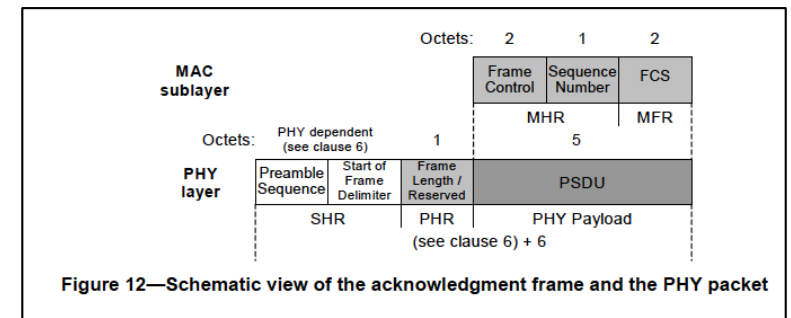 Octets: 2 1 2
MAC
sublayer
Frame
Control
Sequence
Number
FCS
MHR MFR
Octets: PHY dependent
(see clause 6)
1 5
PHY
layer
Preamble
Sequence
Start of
Frame
Delimiter
Frame
Length /
Reserved
PSDU
SHR PHR PHY Payload
(see clause 6) + 6
Figure 12—Schematic view of the acknowledgment frame and the PHY packet